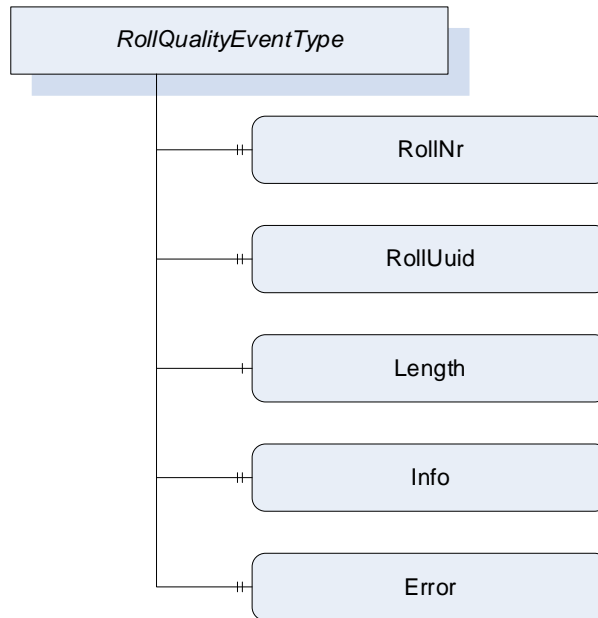 RollQualityEventType
RollNr
RollUuid
Length
Info
Error